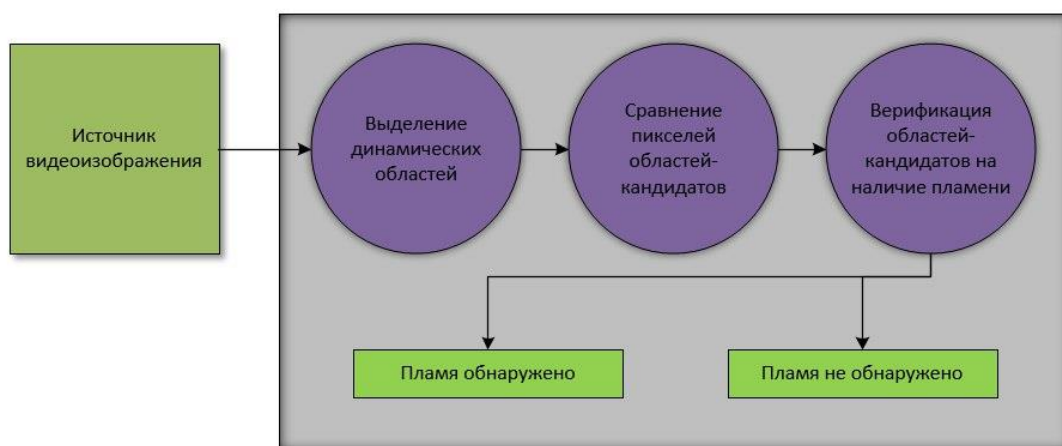 Источник
видеоизображения
Выделение
динамических
областей
Сравнение
пикселей
областей-
кандидатов
Верификация
областей-
кандидатов на
наличие пламени
Пламя обнаружено
Пламя не обнаружено